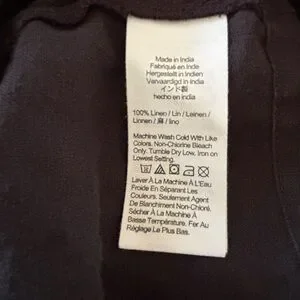 Made in India
Fabriqué en Inde
Hergestellt in Indien
Vervaardigd in India
インド製
hecho en india
100% Linen / Lin / Leinen /
Linnen / 麻 / lino
Machine Wash Cold With Like
Colors. Non-Chlorine Bleach
Only. Tumble Dry Low. Iron on
Lowest Setting.
Laver À La Machine À L'Eau
Froide En Séparant Les
Couleurs. Seulement Agent
De Blanchiment Non-Chloré.
Sécher À La Machine À
Basse Température. Fer Au
Réglage Le Plus Bas.